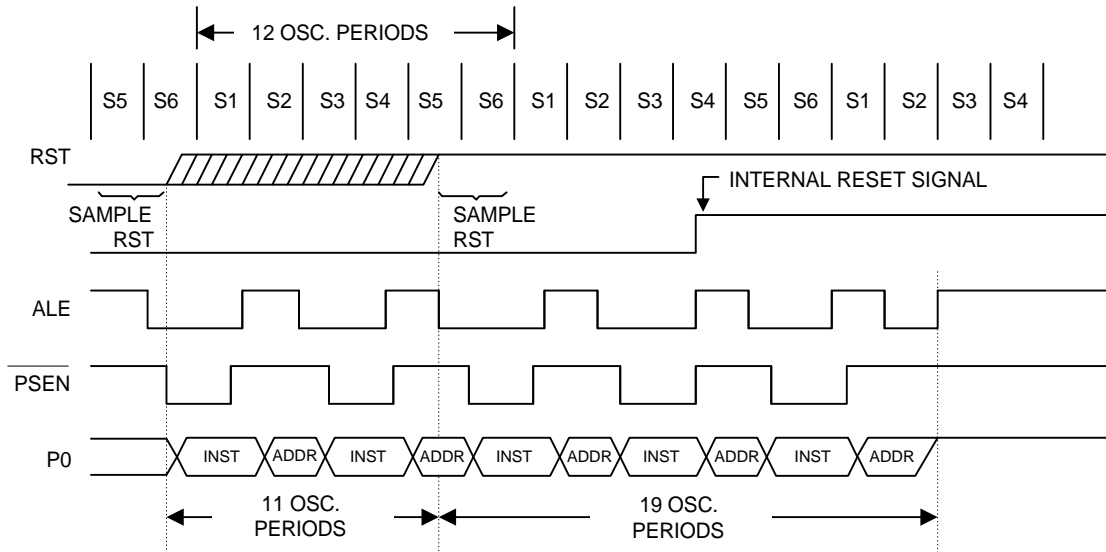 12 OSC. PERIODS
S5 S6 S1 S2 S3 S4 S5 S6 S1 S2 S3 S4 S5 S6 S1 S2 S3 S4
RST
INTERNAL RESET SIGNAL
SAMPLE RST
SAMPLE RST
ALE
PSEN
P0 INST ADDR INST ADDR INST ADDR INST ADDR INST ADDR
11 OSC. PERIODS
19 OSC. PERIODS